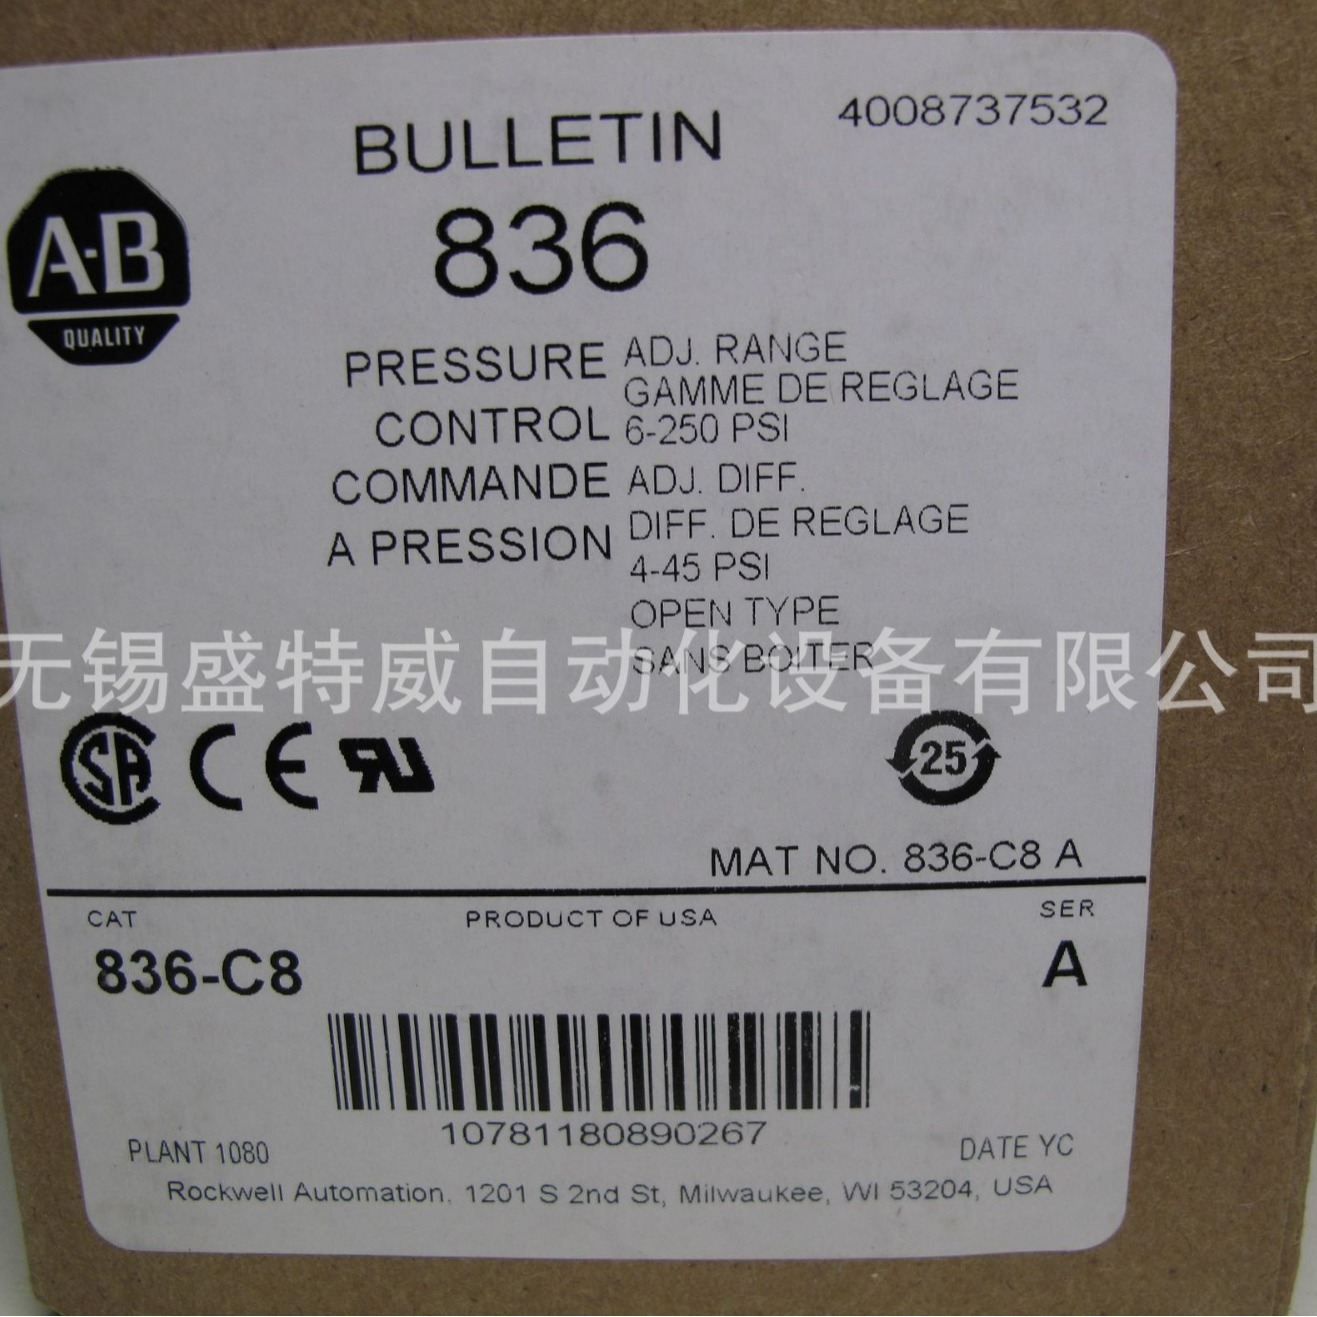 4008737532
BULLETIN
836
A-B
QUALITY
PRESSURE
CONTROL
COMMANDE
A PRESSION
ADJ. RANGE
GAMME DE REGLAGE
6-250 PSI
ADJ. DIFF.
DIFF. DE REGLAGE
4-45 PSI
OPEN TYPE
SANS BOITER
无锡盛特威自动化设备有限公司
SA CE RU
25
MAT NO. 836-C8 A
CAT
PRODUCT OF USA
SER
836-C8
A
10781180890267
PLANT 1080
DATE YC
Rockwell Automation, 1201 S 2nd St, Milwaukee, WI 53204, USA